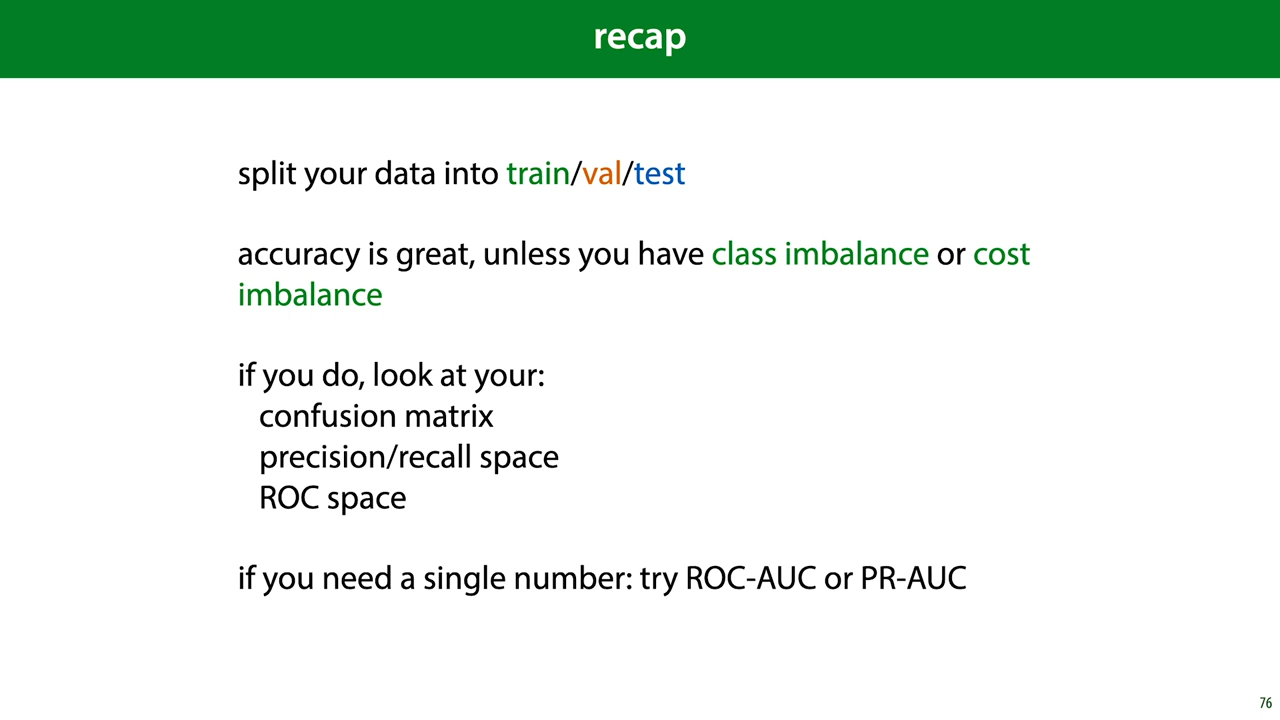 recap
split your data into train/val/test
accuracy is great, unless you have class imbalance or cost
imbalance
if you do, look at your:
confusion matrix
precision/recall space
ROC space
if you need a single number: try ROC-AUC or PR-AUC
76